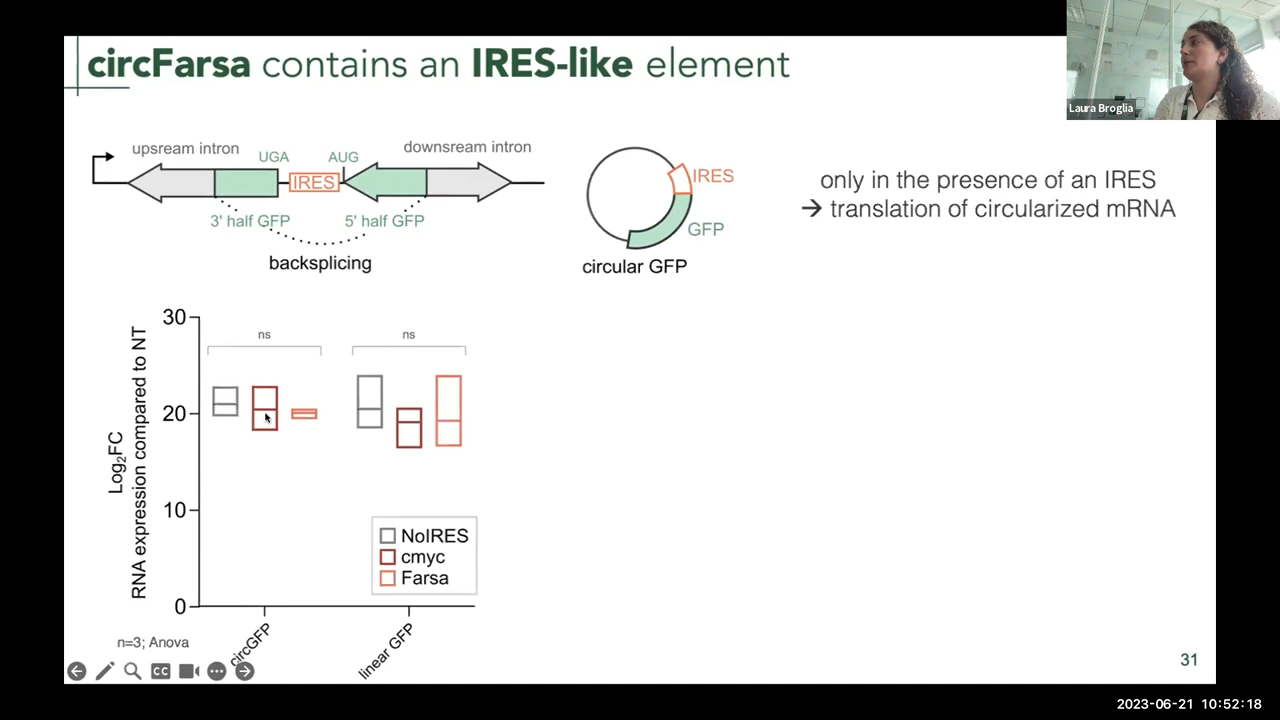 circFarsa contains an IRES-like element
Laura Broglia
upsream intron
UGA
AUG
downsream intron
IRES
3' half GFP
5' half GFP
backsplicing
IRES
GFP
circular GFP
only in the presence of an IRES
→ translation of circularized mRNA
Log2FC
RNA expression compared to NT
30
20
10
0
ns
ns
NoIRES
cmyc
Farsa
circGFP
linear GFP
n=3; Anova
CC
31
2023-06-21 10:52:18